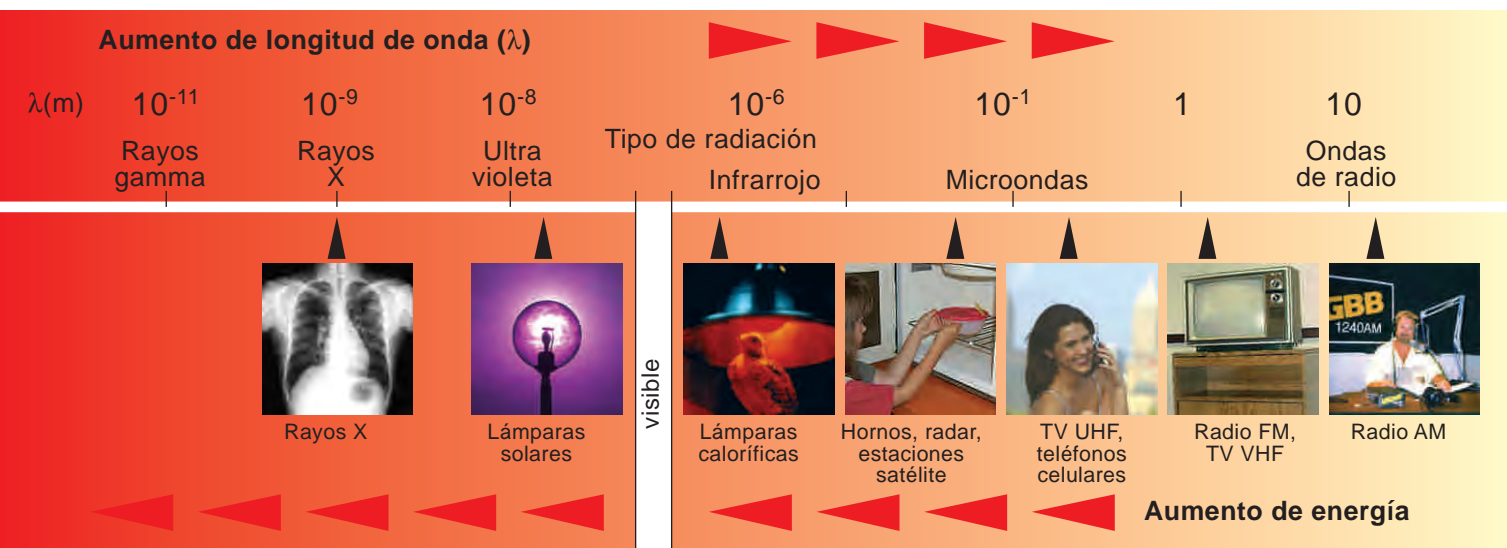 Aumento de longitud de onda (λ)
λ(m) 10⁻¹¹ 10⁻⁹ 10⁻⁸ 10⁻⁶ 10⁻¹ 1 10
Tipo de radiación
Rayos
gamma
Rayos
X
Ultra
violeta
Infrarrojo
Microondas
Ondas
de radio
visible
GBB
1240AM
Rayos X
Lámparas
solares
Lámparas
caloríficas
Hornos, radar,
estaciones
satélite
TV UHF,
teléfonos
celulares
Radio FM,
TV VHF
Radio AM
Aumento de energía